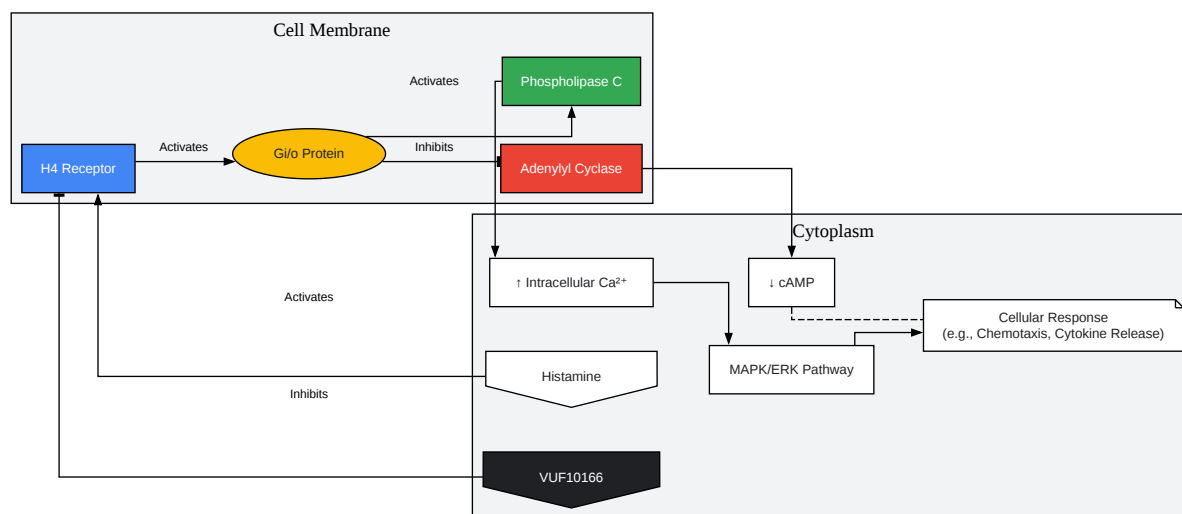 Cell Membrane
Activates
Phospholipase C
Activates
Gi/o Protein
Inhibits
H4 Receptor
Adenylyl Cyclase
Cytoplasm
↑ Intracellular Ca²⁺
↓ cAMP
Activates
Cellular Response
(e.g., Chemotaxis, Cytokine Release)
MAPK/ERK Pathway
Histamine
Inhibits
VUF10166